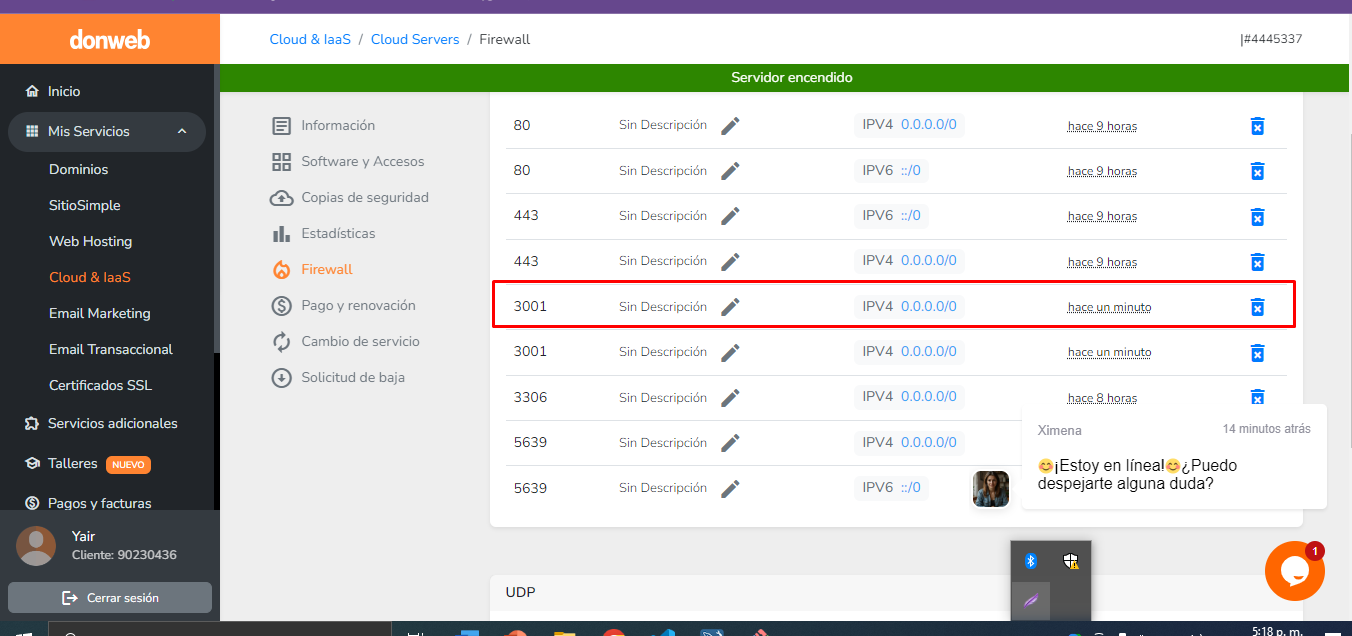 donweb
Cloud & IaaS / Cloud Servers / Firewall
|#4445337
Servidor encendido
Inicio
Mis Servicios
Dominios
SitioSimple
Web Hosting
Cloud & IaaS
Email Marketing
Email Transaccional
Certificados SSL
Servicios adicionales
Talleres NUEVO
Pagos y facturas
Yair
Cliente: 90230436
Cerrar sesión
Información
Software y Accesos
Copias de seguridad
Estadísticas
Firewall
Pago y renovación
Cambio de servicio
Solicitud de baja
80 Sin Descripción IPV4 0.0.0.0/0 hace 9 horas
80 Sin Descripción IPV6 ::/0 hace 9 horas
443 Sin Descripción IPV6 ::/0 hace 9 horas
443 Sin Descripción IPV4 0.0.0.0/0 hace 9 horas
3001 Sin Descripción IPV4 0.0.0.0/0 hace un minuto
3001 Sin Descripción IPV4 0.0.0.0/0 hace un minuto
3306 Sin Descripción IPV4 0.0.0.0/0 hace 8 horas
5639 Sin Descripción IPV4 0.0.0.0/0
5639 Sin Descripción IPV6 ::/0
UDP
Ximena 14 minutos atrás
😊¡Estoy en línea!😊¿Puedo
despejarte alguna duda?
1
5:18 p. m.